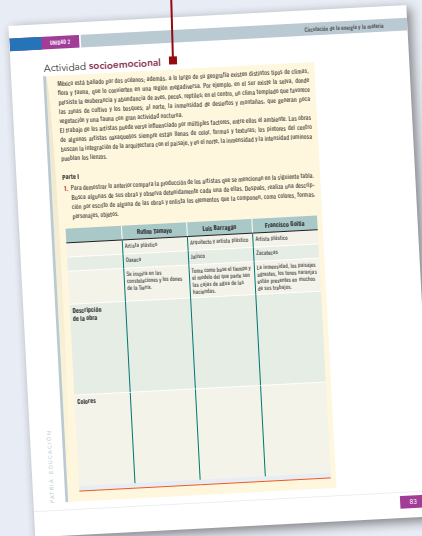 Circulación de la energía y la materia
UNIDAD 2
Actividad socioemocional
México está bañado por dos océanos; además, a lo largo de su geografía existen distintos tipos de climas,
flora y fauna, que lo convierten en una región megadiversa. Por ejemplo, en el sur existe la selva, donde
persiste la exuberancia y abundancia de aves, peces, reptiles; en el centro, un clima templado que favorece
las zonas de cultivo y los bosques; al norte, la inmensidad de desiertos y montañas, que generan poca
vegetación y una fauna con gran actividad nocturna.
El trabajo de los artistas puede verse influenciado por múltiples factores, entre ellos el ambiente. Las obras
de algunos artistas oaxaqueños siempre están llenas de color, formas y texturas; los pintores del centro
buscan la integración de la arquitectura con el paisaje, y en el norte, la inmensidad y la intensidad luminosa
pueblan los lienzos.
Parte I
1. Para demostrar lo anterior compara la producción de los artistas que se mencionan en la siguiente tabla.
Busca algunas de sus obras y observa detenidamente cada una de ellas. Después, realiza una descrip-
ción por escrito de alguna de las obras y enlista los elementos que la componen, como colores, formas,
personajes, objetos.
Rufino Tamayo Luis Barragán Francisco Goitia
Artista plástico Arquitecto y artista plástico Artista plástico
Oaxaca Jalisco Zacatecas
Se inspira en las
constelaciones y los dones
de la Tierra.
Toma como base el tiempo y
el modelo del que parte son
las cajas de agua de las
haciendas.
La inmensidad, los paisajes
agrestes, los tonos naranjas
están presentes en muchos
de sus trabajos.
Descripción
de la obra
Colores
PATRIA EDUCACIÓN
83